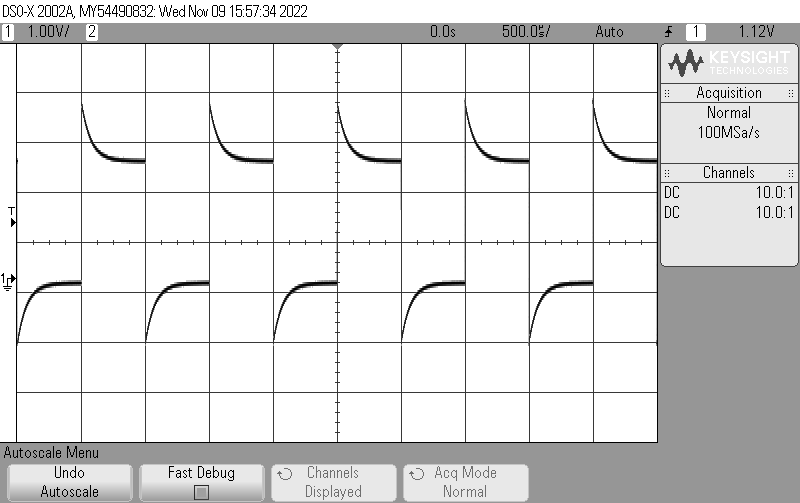 DSO-X 2002A, MY54490832: Wed Nov 09 15:57:34 2022
1 1.00V/ 2 0.0s 500.0s/ Auto 1 1.12V
KEYSIGHT
TECHNOLOGIES
Acquisition
Normal
100MSa/s
Channels
DC 10.0:1
DC 10.0:1
T
1
Autoscale Menu
Undo
Autoscale
Fast Debug
Channels
Displayed
Acq Mode
Normal